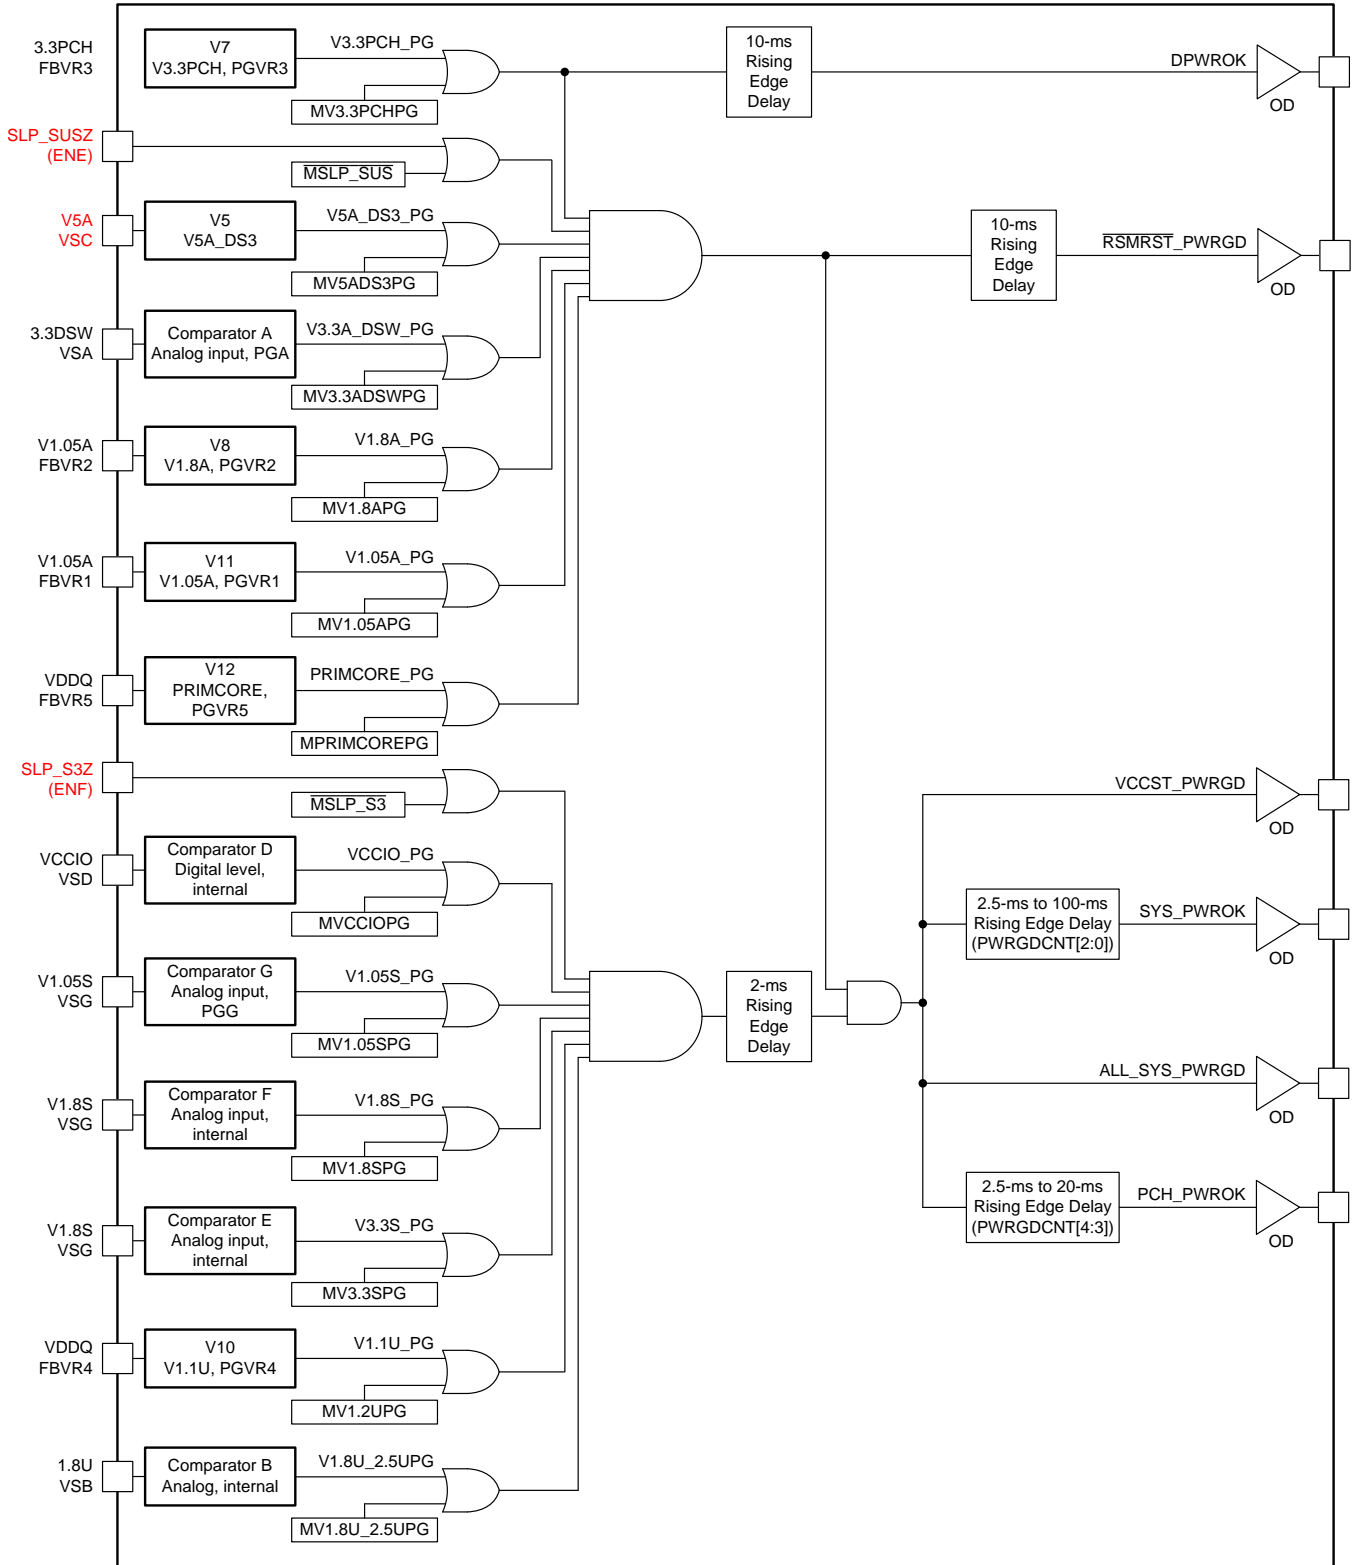 3.3PCH
FBVR3
V7
V3.3PCH, PGVR3
V3.3PCH_PG
MV3.3PCHPG
10-ms
Rising
Edge
Delay
DPWROK
OD
SLP_SUSZ
(ENE)
MSLP_SUS
V5A
VSC
V5
V5A_DS3
V5A_DS3_PG
MV5ADS3PG
10-ms
Rising
Edge
Delay
RSMRST_PWRGD
OD
3.3DSW
VSA
Comparator A
Analog input, PGA
V3.3A_DSW_PG
MV3.3ADSWPG
V1.05A
FBVR2
V8
V1.8A, PGVR2
V1.8A_PG
MV1.8APG
V1.05A
FBVR1
V11
V1.05A, PGVR1
V1.05A_PG
MV1.05APG
VDDQ
FBVR5
V12
PRIMCORE,
PGVR5
PRIMCORE_PG
MPRIMCOREPG
SLP_S3Z
(ENF)
MSLP_S3
VCCST_PWRGD
OD
VCCIO
VSD
Comparator D
Digital level,
internal
VCCIO_PG
MVCCIOPG
2.5-ms to 100-ms
Rising Edge Delay
(PWRGDCNT[2:0])
SYS_PWROK
OD
V1.05S
VSG
Comparator G
Analog input,
PGG
V1.05S_PG
MV1.05SPG
2-ms
Rising
Edge
Delay
ALL_SYS_PWRGD
OD
V1.8S
VSG
Comparator F
Analog input,
internal
V1.8S_PG
MV1.8SPG
2.5-ms to 20-ms
Rising Edge Delay
(PWRGDCNT[4:3])
PCH_PWROK
OD
V1.8S
VSG
Comparator E
Analog input,
internal
V3.3S_PG
MV3.3SPG
VDDQ
FBVR4
V10
V1.1U, PGVR4
V1.1U_PG
MV1.2UPG
1.8U
VSB
Comparator B
Analog, internal
V1.8U_2.5UPG
MV1.8U_2.5UPG